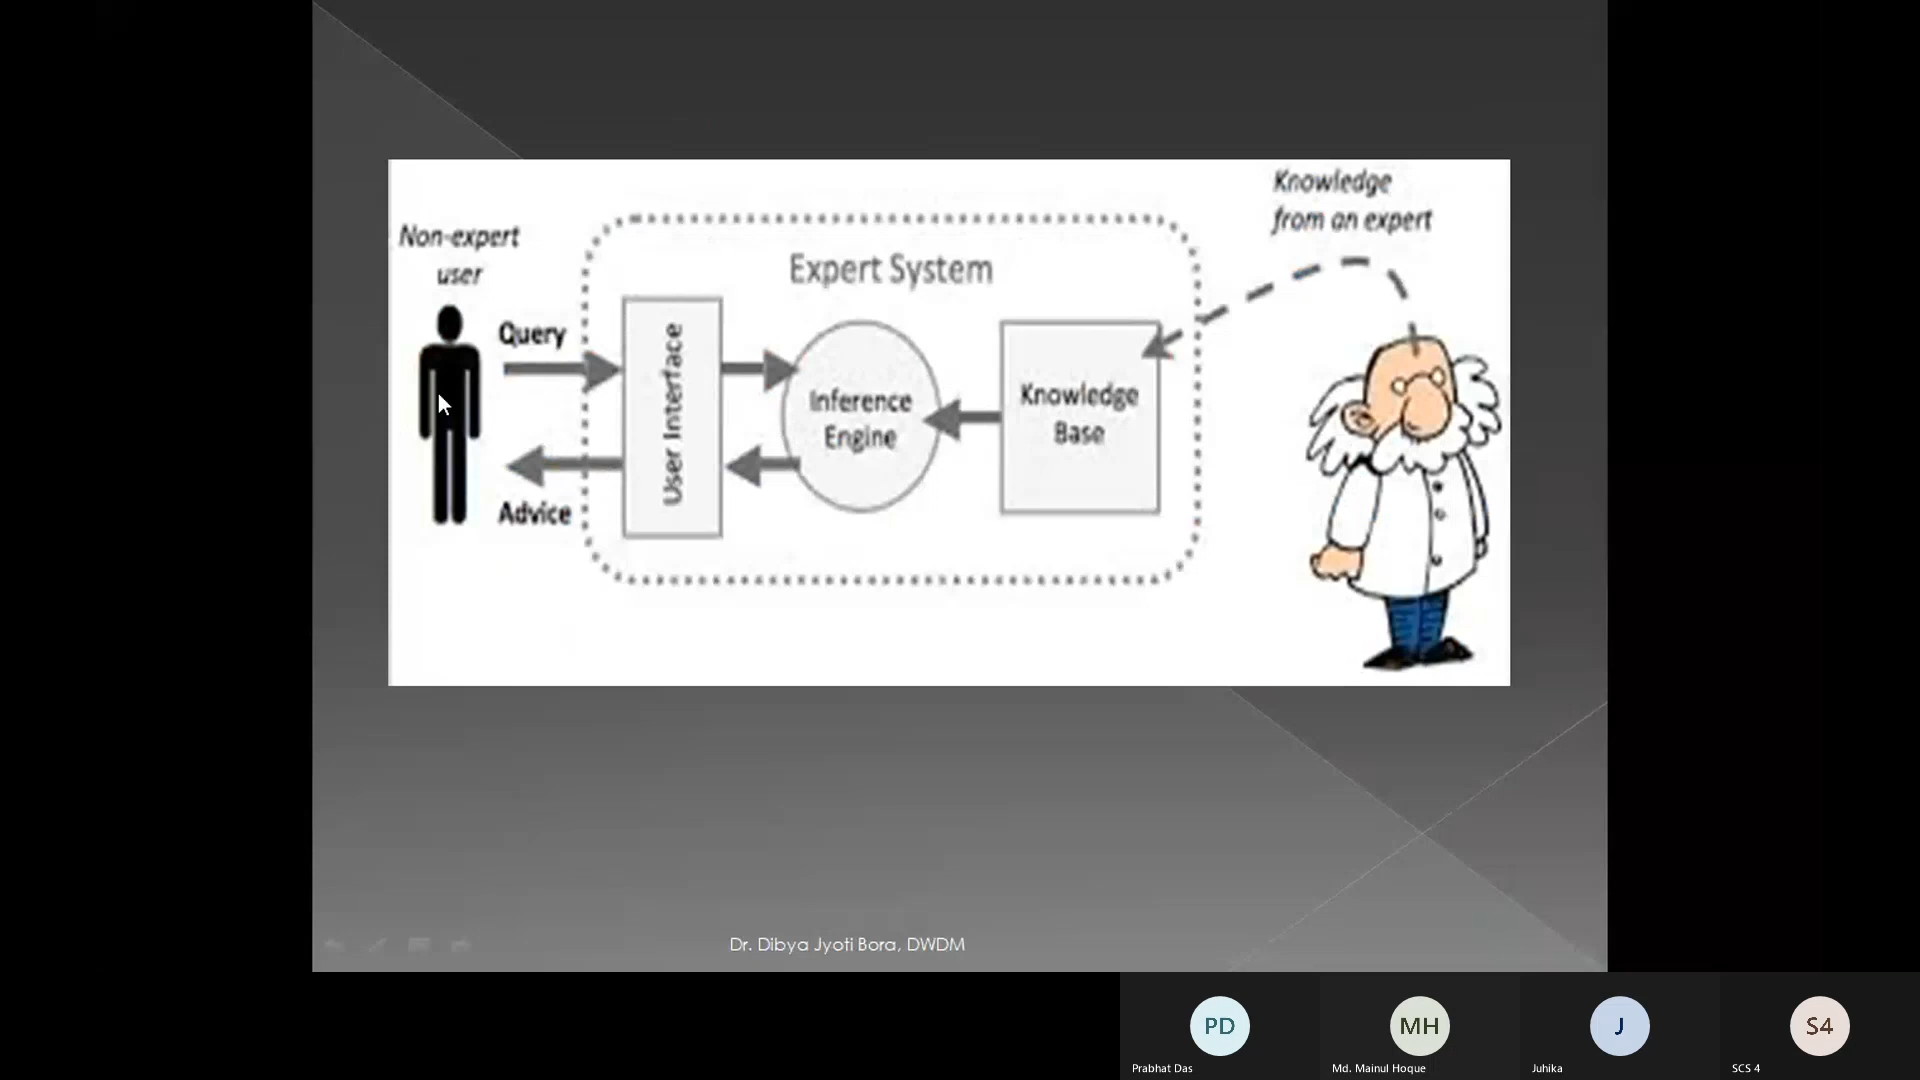 Knowledge
from an expert
Non-expert
user
Expert System
Query
User Interface
Inference
Engine
Knowledge
Base
Advice
Dr. Dibya Jyoti Bora, DWDM
PD
MH
J
S4
Prabhat Das
Md. Mainul Hoque
Juhika
SCS 4